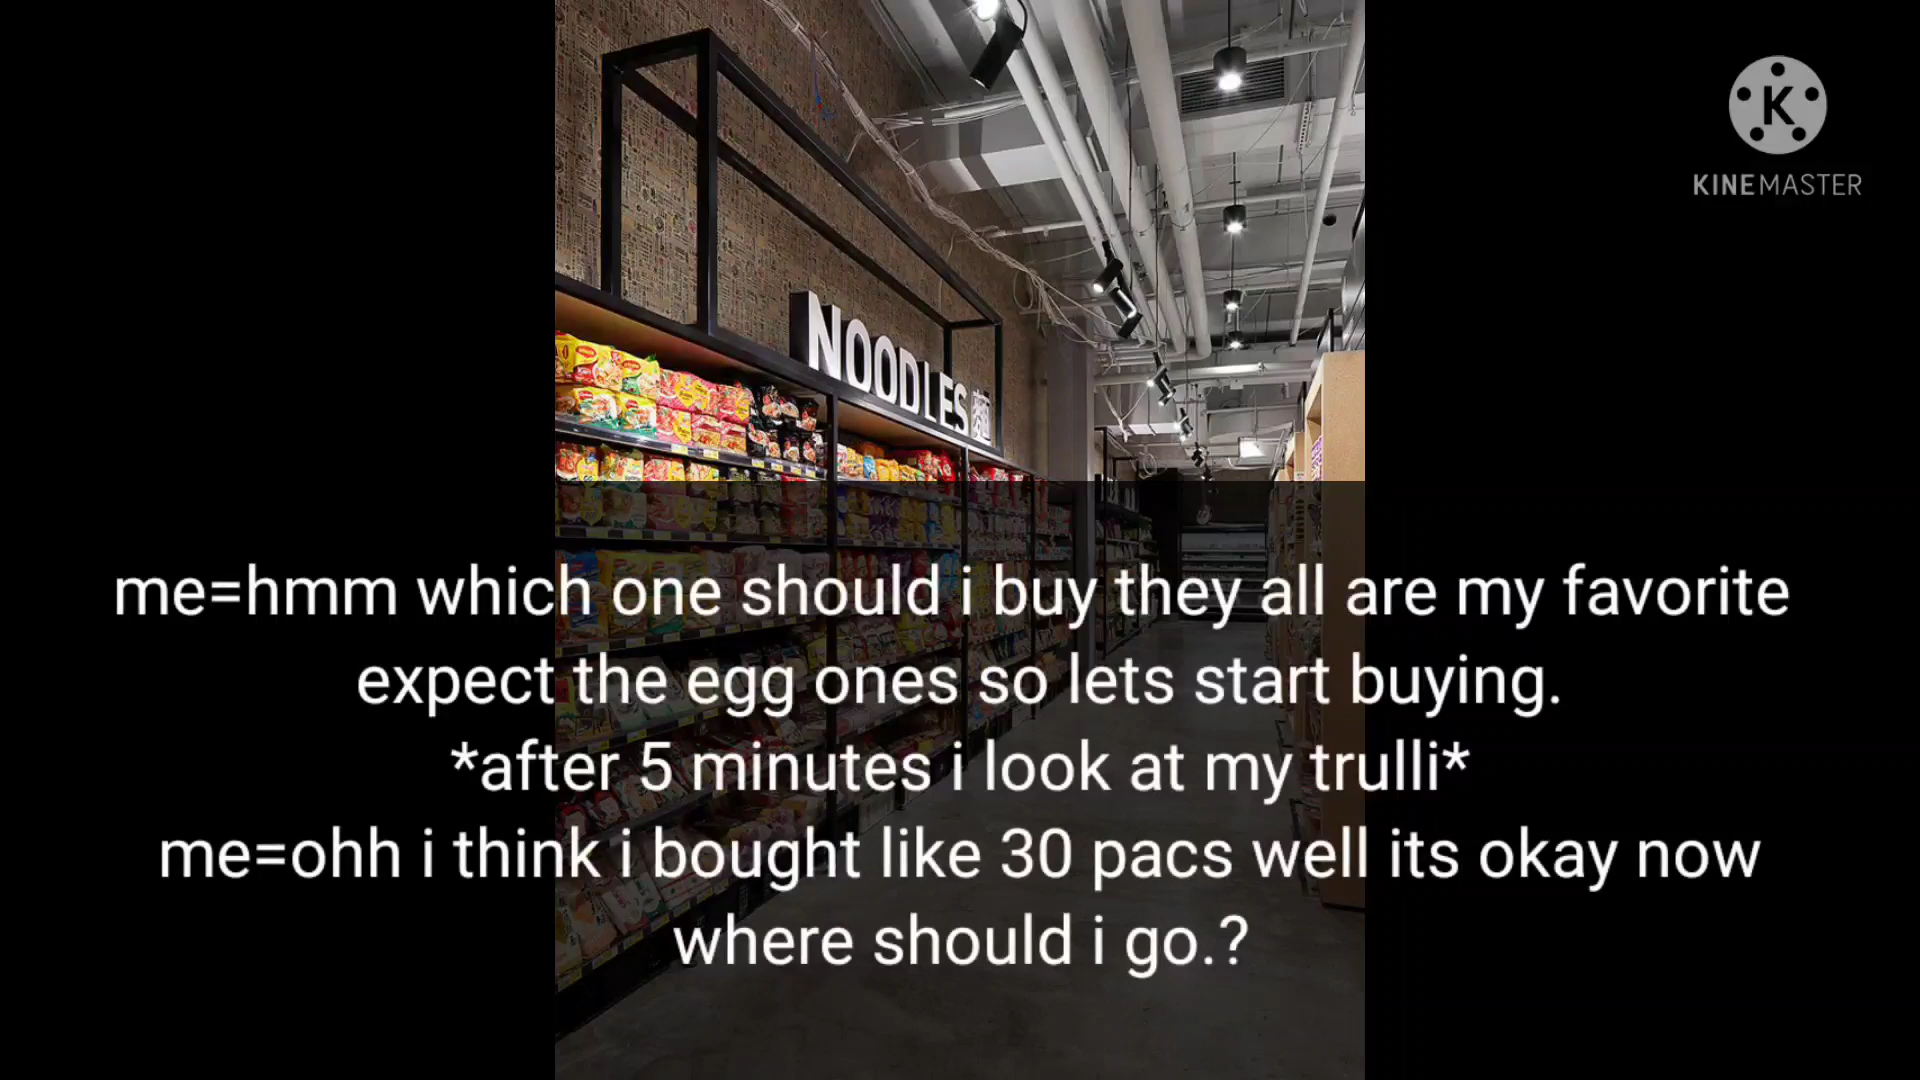 K
KINEMASTER
NOODLES 麵
me=hmm which one should i buy they all are my favorite
expect the egg ones so lets start buying.
*after 5 minutes i look at my trulli*
me=ohh i think i bought like 30 pacs well its okay now
where should i go.?